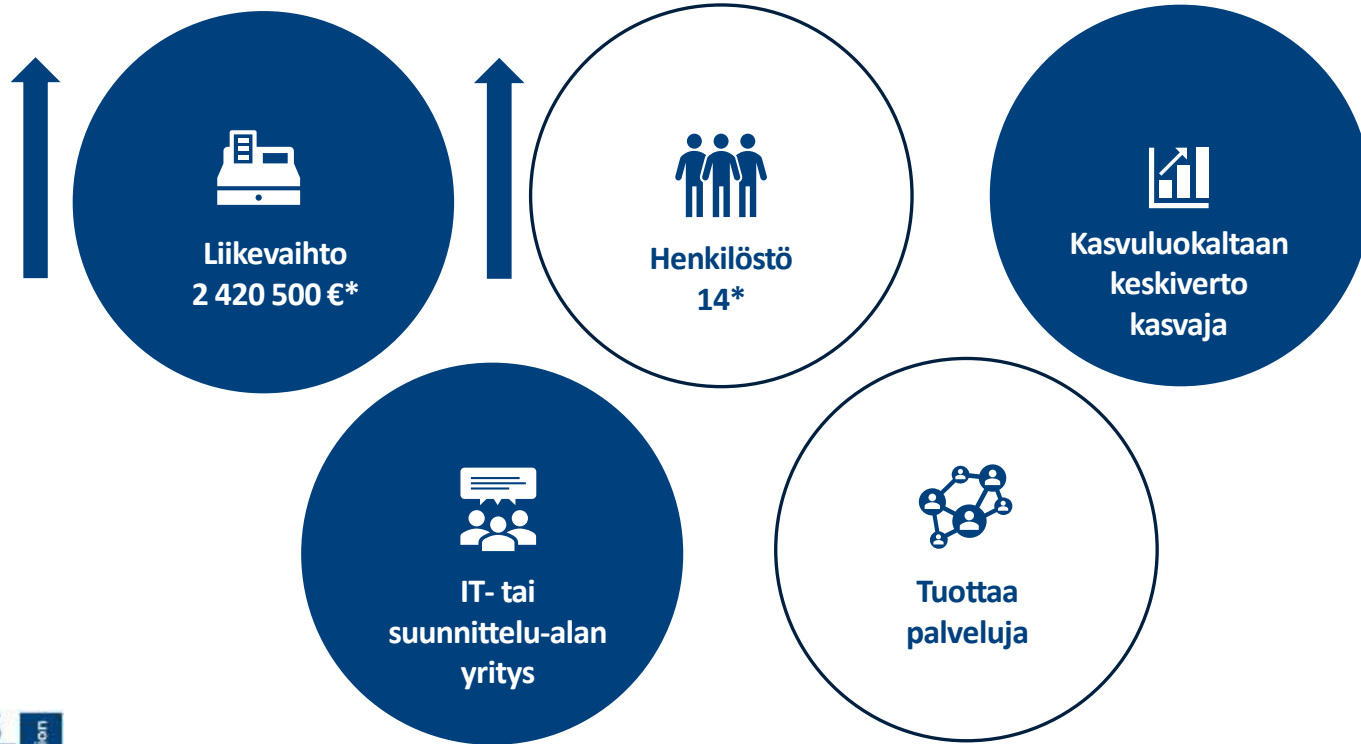 Liikevaihto
2 420 500 €*
Henkilöstö
14*
Kasvuluokaltaan
keskiverto
kasvaja
IT- tai
suunnittelu-alan
yritys
Tuottaa
palveluja